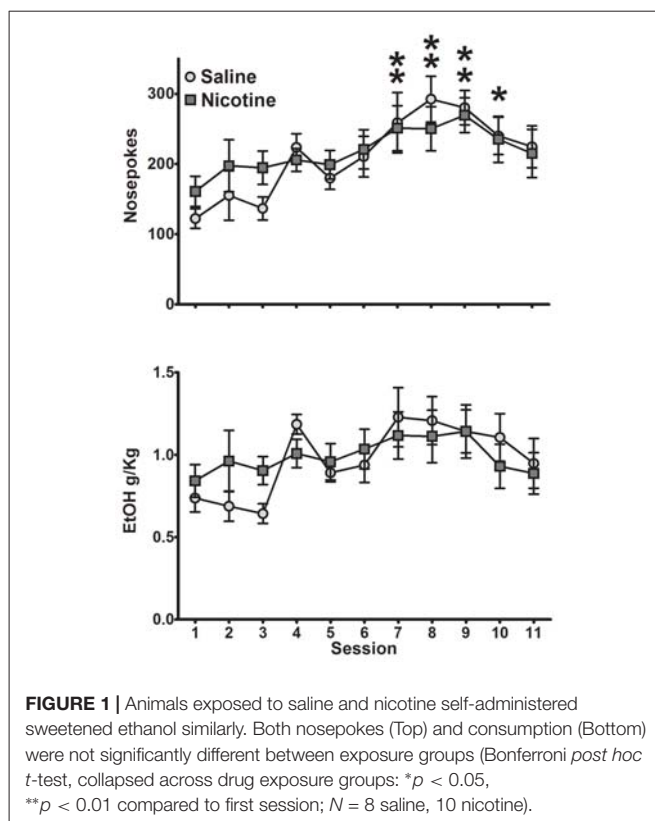 * * * *
* * *
Saline
Nicotine
300
200
100
0
Nosepokes
1.5
1.0
0.5
0.0
EtOH g/Kg
1 2 3 4 5 6 7 8 9 10 11
Session
FIGURE 1 | Animals exposed to saline and nicotine self-administered
sweetened ethanol similarly. Both nosepokes (Top) and consumption (Bottom)
were not significantly different between exposure groups (Bonferroni post hoc
t-test, collapsed across drug exposure groups: *p < 0.05,
**p < 0.01 compared to first session; N = 8 saline, 10 nicotine).